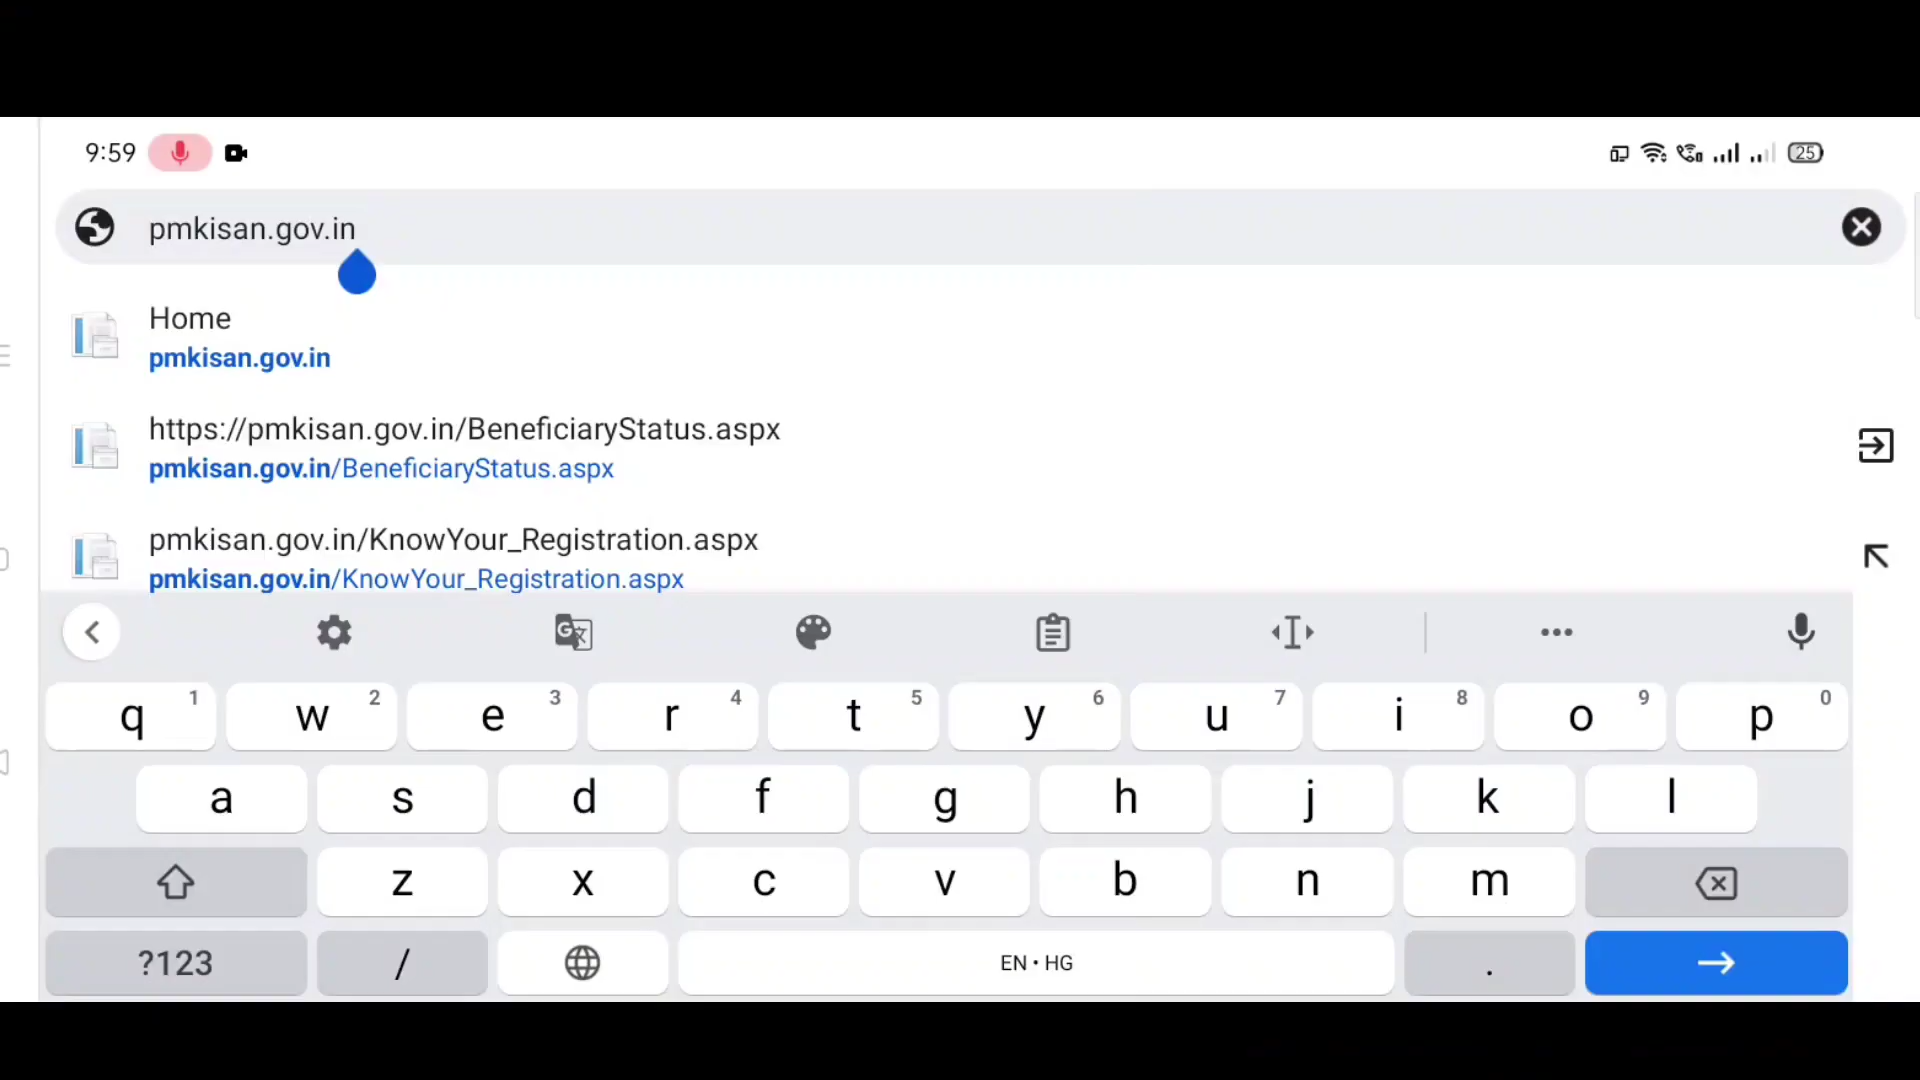 9:59
25
pmkisan.gov.in
Home
pmkisan.gov.in
https://pmkisan.gov.in/BeneficiaryStatus.aspx
pmkisan.gov.in/BeneficiaryStatus.aspx
pmkisan.gov.in/KnowYour_Registration.aspx
pmkisan.gov.in/KnowYour_Registration.aspx
q 1 w 2 e 3 r 4 t 5 y 6 u 7 i 8 o 9 p 0
a s d f g h j k l
z x c v b n m
?123 / EN • HG .